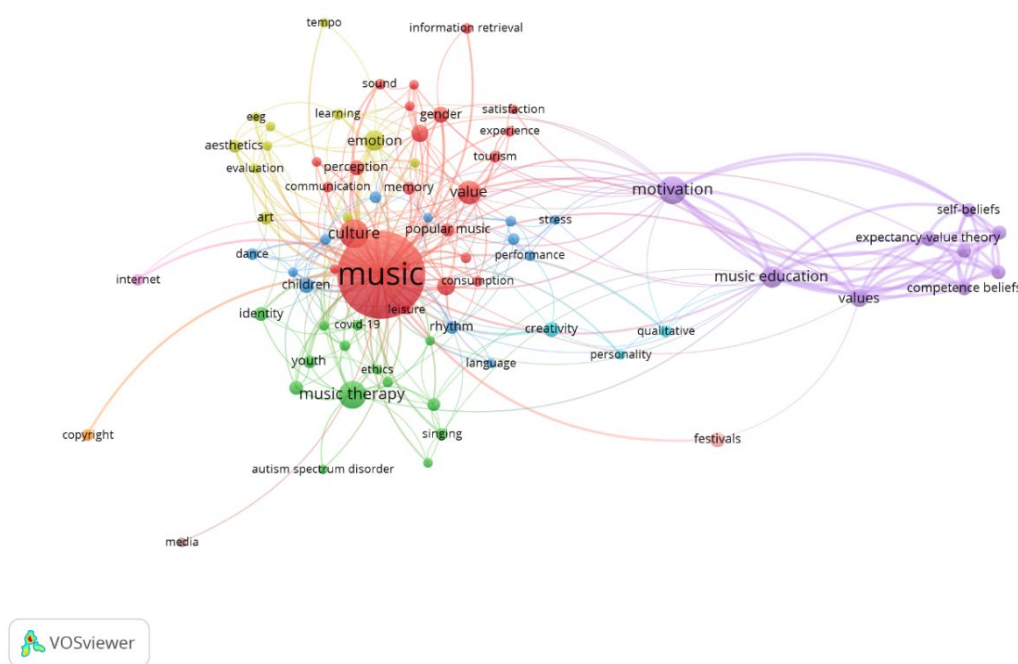 tempo
information retrieval
sound
eeg
learning
gender
satisfaction
experience
aesthetics
emotion
evaluation
perception
tourism
communication
memory
value
motivation
art
culture
popular music
stress
self-beliefs
expectancy-value theory
dance
performance
internet
music
music education
competence beliefs
children
consumption
values
leisure
identity
covid-19
rhythm
creativity
qualitative
youth
ethics
language
personality
music therapy
copyright
singing
festivals
autism spectrum disorder
media
VOSviewer